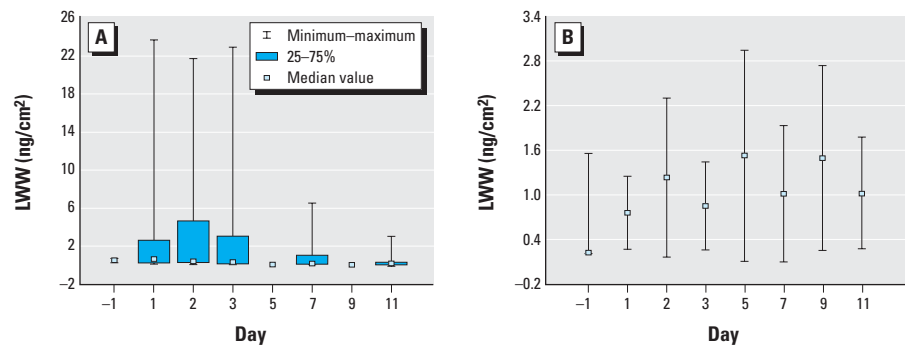 A
Minimum–maximum
25–75%
Median value
LWW (ng/cm²)
26
22
18
14
10
6
2
–2
–1 1 2 3 5 7 9 11
Day
B
LWW (ng/cm²)
3.4
2.8
2.2
1.6
1.0
0.4
–0.2
–1 1 2 3 5 7 9 11
Day